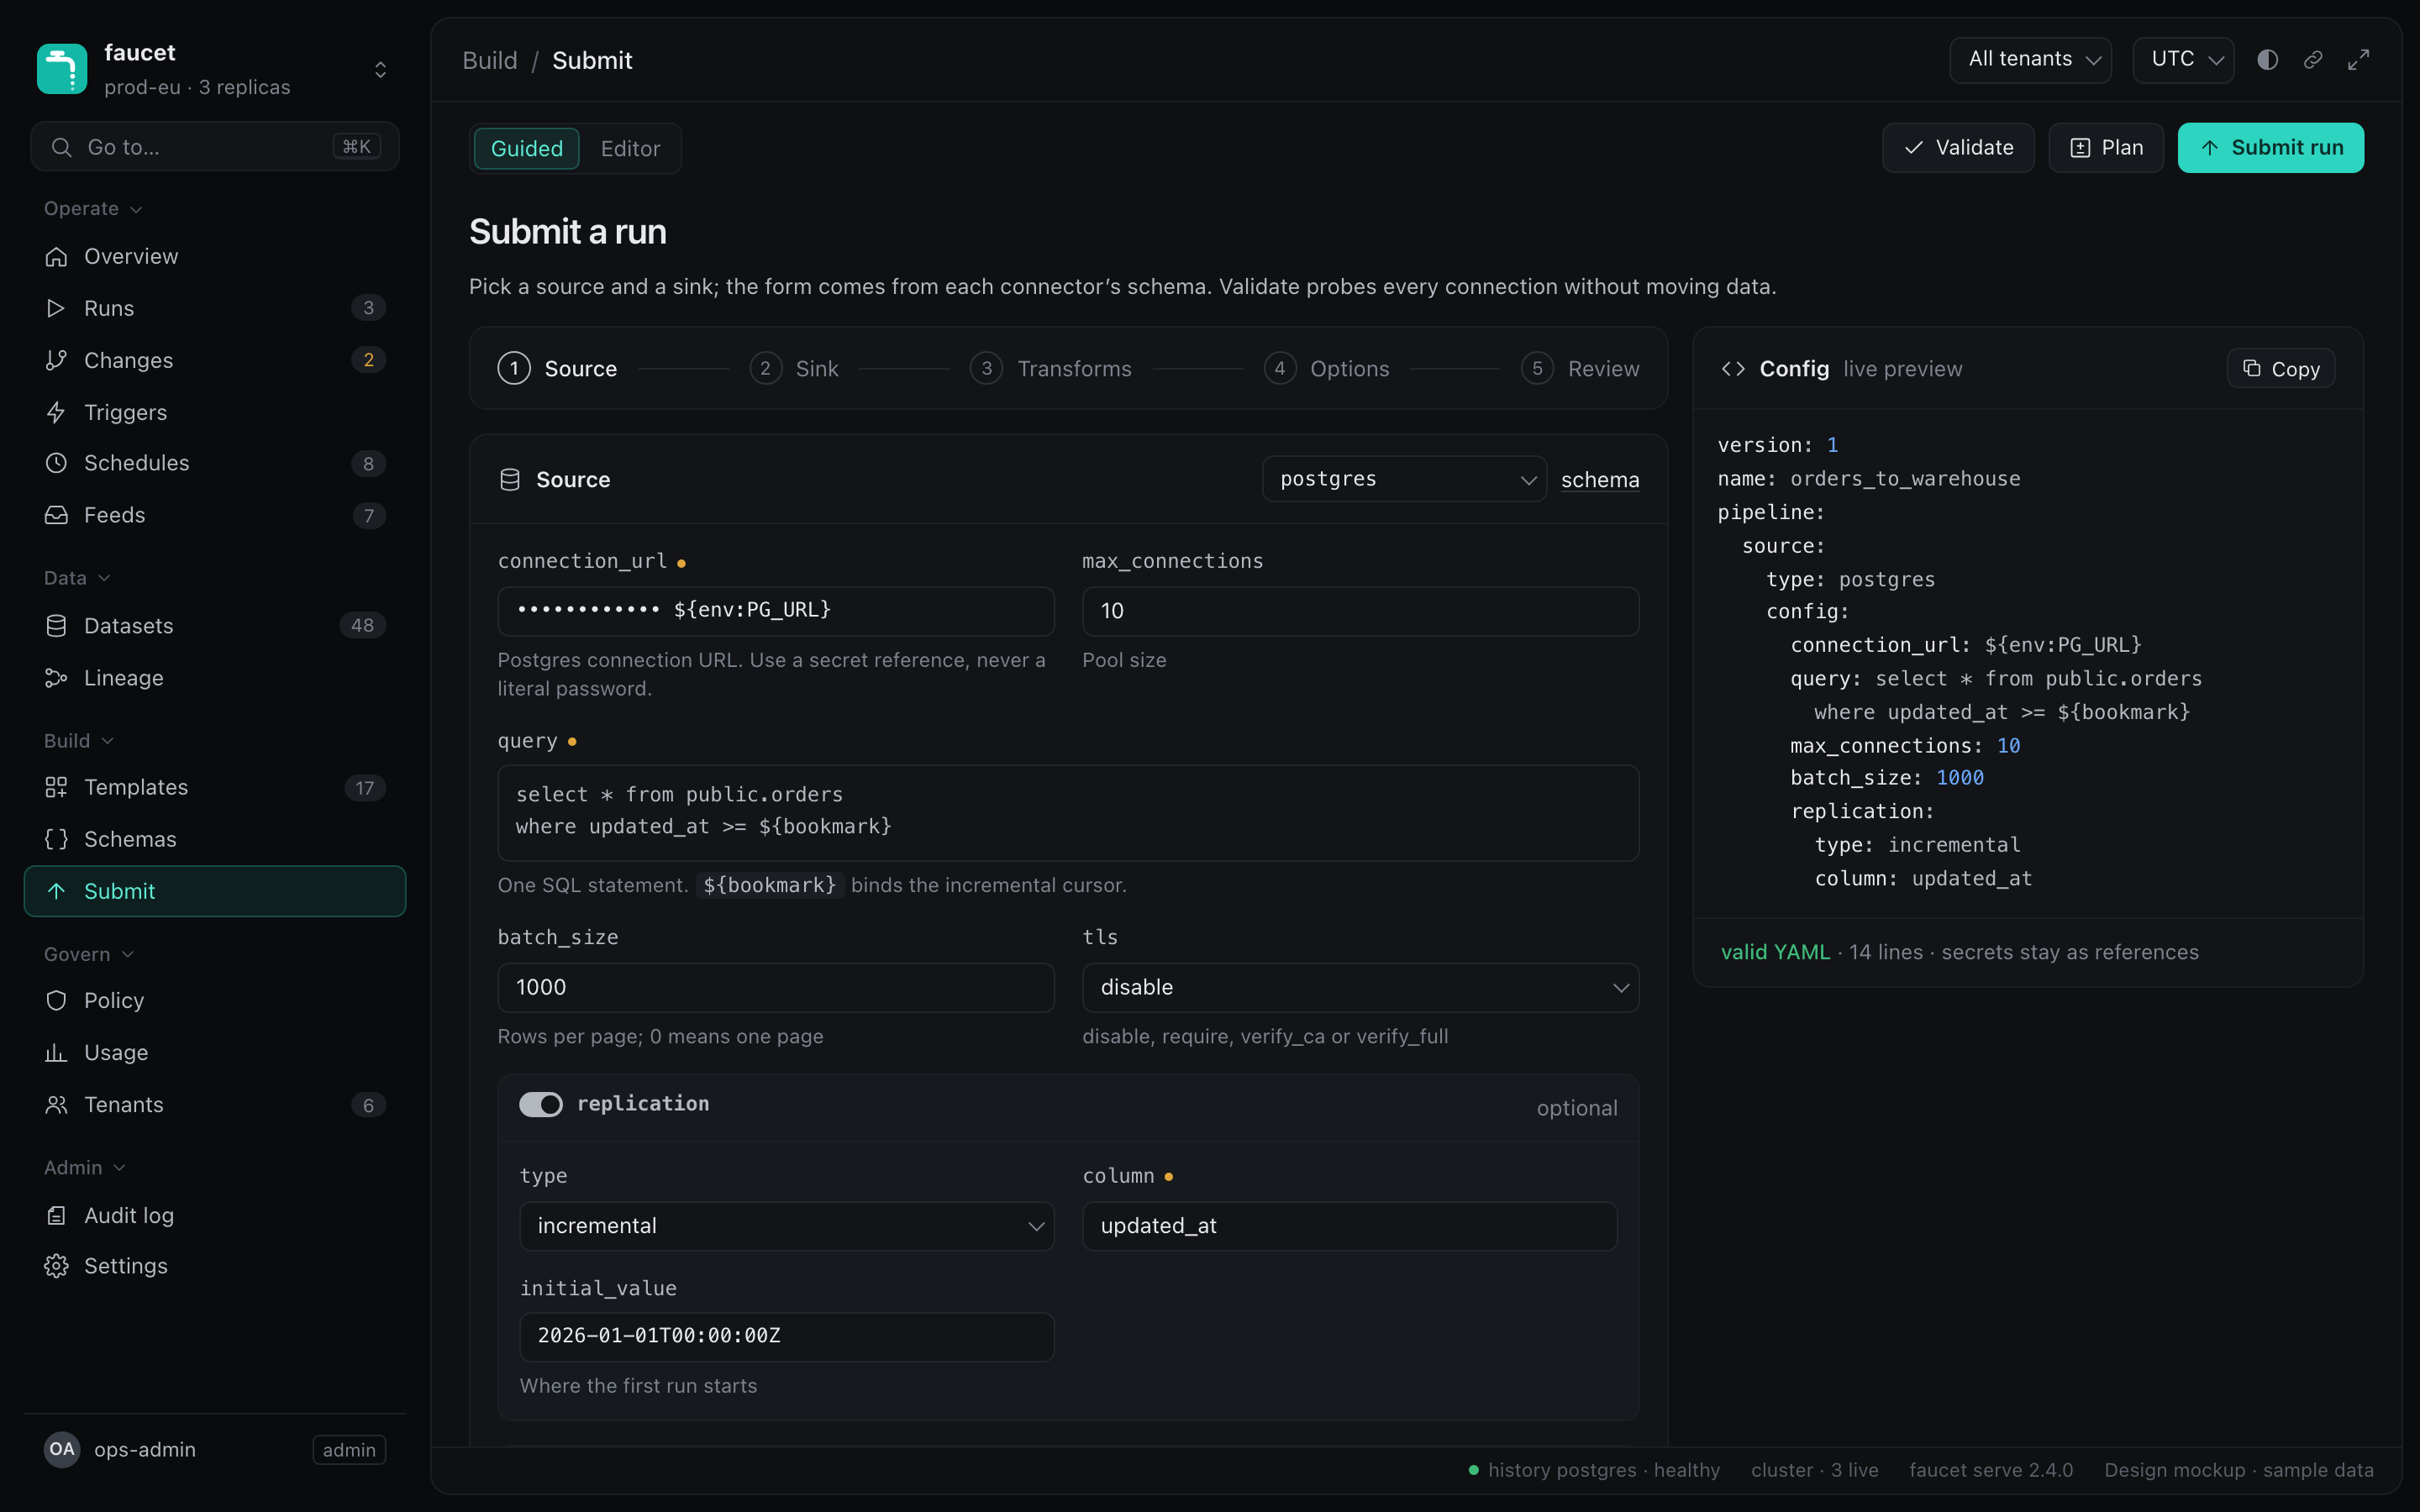 faucet
prod-eu · 3 replicas
Go to...
⌘K
Operate
Overview
Runs 3
Changes 2
Triggers
Schedules 8
Feeds 7
Data
Datasets 48
Lineage
Build
Templates 17
Schemas
Submit
Govern
Policy
Usage
Tenants 6
Admin
Audit log
Settings
OA ops-admin admin
Build / Submit
All tenants
UTC
Guided Editor
Validate
Plan
Submit run
Submit a run
Pick a source and a sink; the form comes from each connector’s schema. Validate probes every connection without moving data.
1 Source 2 Sink 3 Transforms 4 Options 5 Review
Source
postgres
schema
connection_url
•••••••••••• ${env:PG_URL}
Postgres connection URL. Use a secret reference, never a
literal password.
max_connections
10
Pool size
query
select * from public.orders
where updated_at >= ${bookmark}
One SQL statement. ${bookmark} binds the incremental cursor.
batch_size
1000
Rows per page; 0 means one page
tls
disable
disable, require, verify_ca or verify_full
replication
optional
type
incremental
column
updated_at
initial_value
2026-01-01T00:00:00Z
Where the first run starts
Config live preview
Copy
version: 1
name: orders_to_warehouse
pipeline:
source:
type: postgres
config:
connection_url: ${env:PG_URL}
query: select * from public.orders
where updated_at >= ${bookmark}
max_connections: 10
batch_size: 1000
replication:
type: incremental
column: updated_at
valid YAML · 14 lines · secrets stay as references
history postgres · healthy
cluster · 3 live
faucet serve 2.4.0
Design mockup · sample data